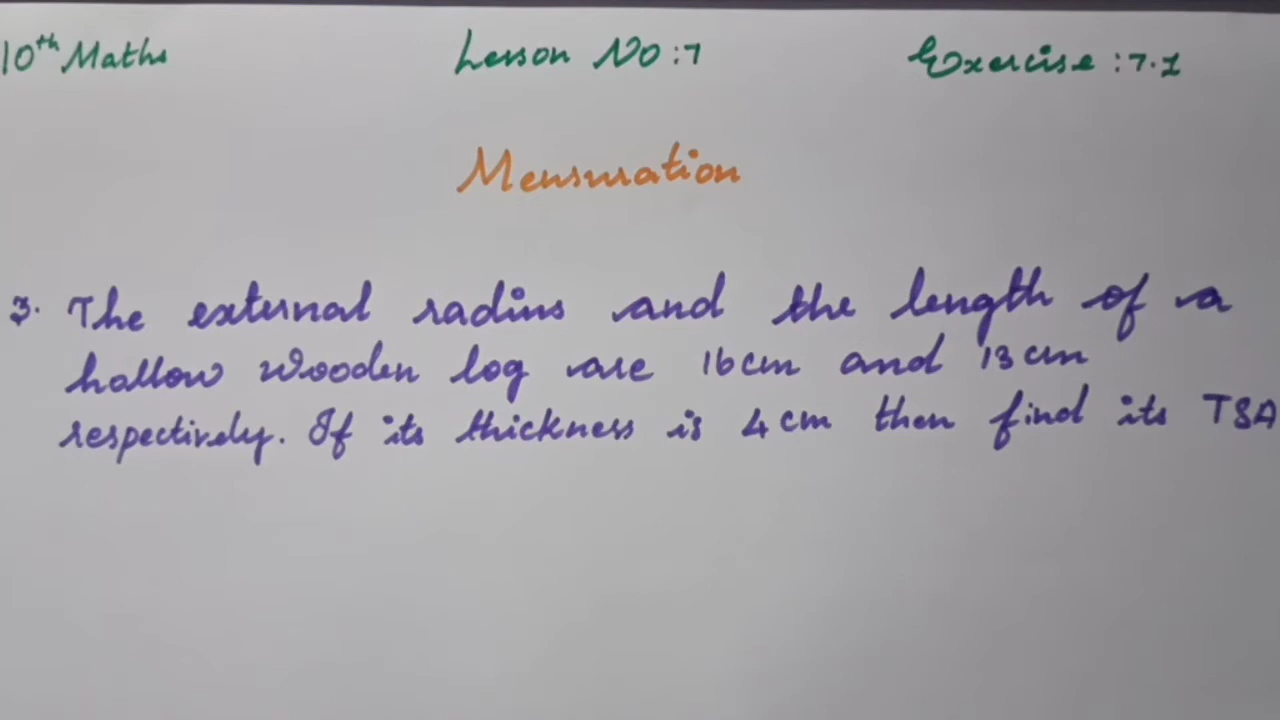 10th Maths Lesson No:7 Exercise:7.1
Mensuration
3. The external radius and the length of a
hallow wooden log are 16cm and 13cm
respectively. If its thickness is 4cm then find its TSA